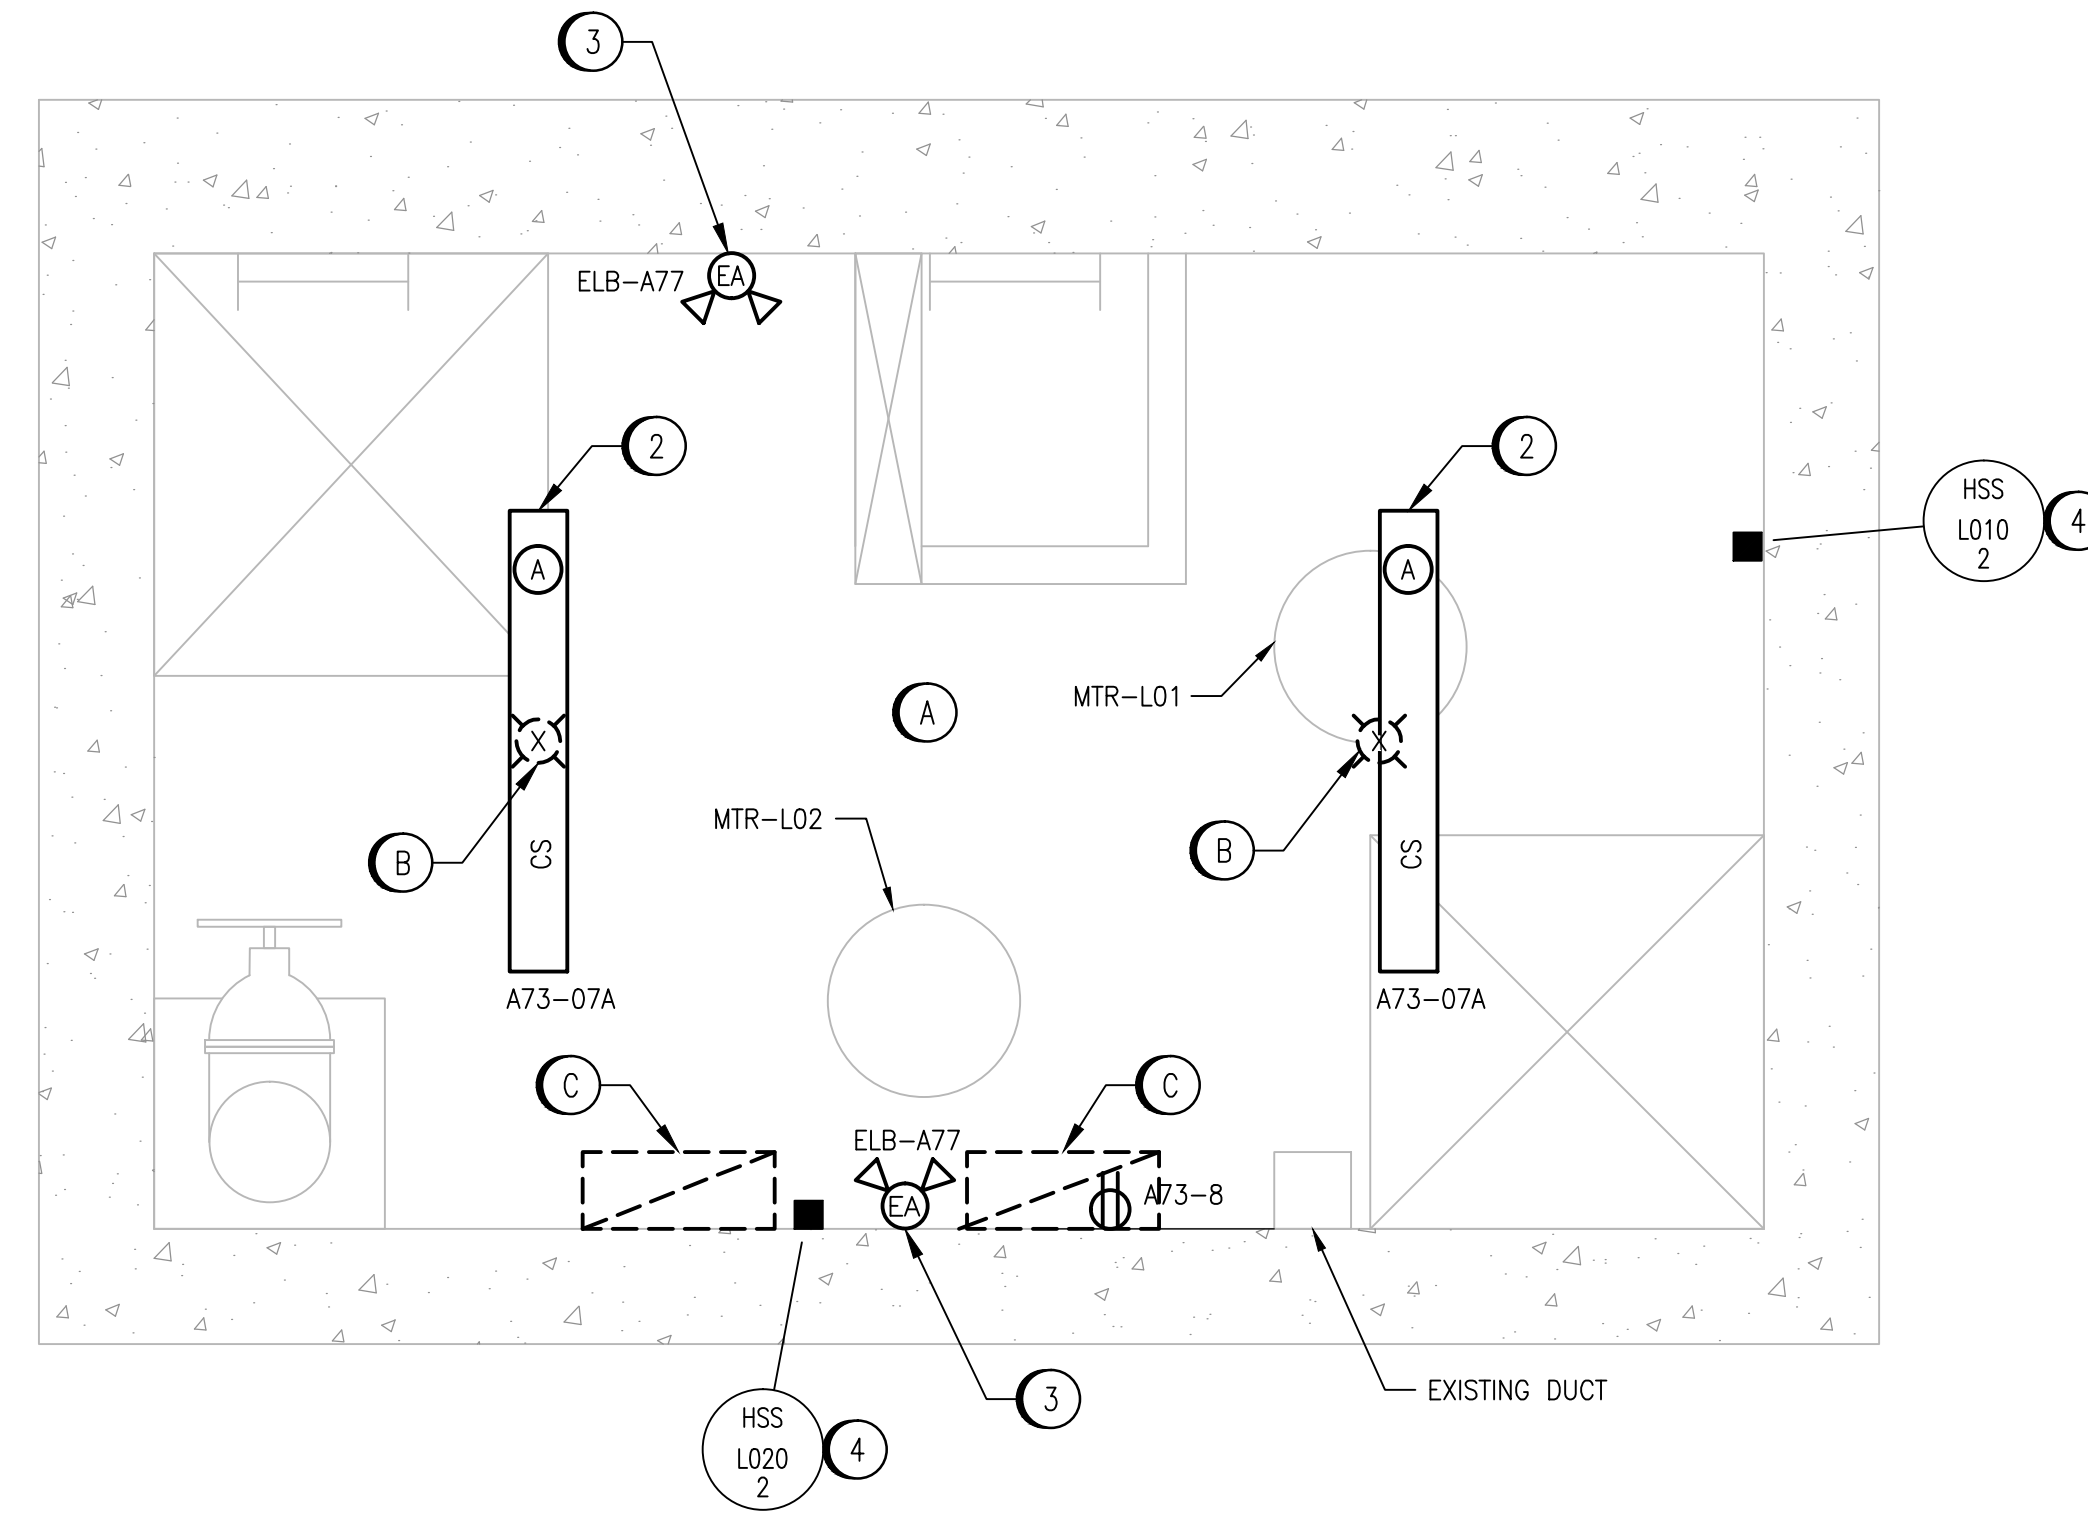 3
ELB-A77
EA
2
2
HSS
L010
2
4
A
A
MTR-L01
A
X
X
MTR-L02
B
B
CS
CS
A73-07A
A73-07A
C
C
ELB-A77
A73-8
EA
EXISTING DUCT
3
HSS
L020
2
4